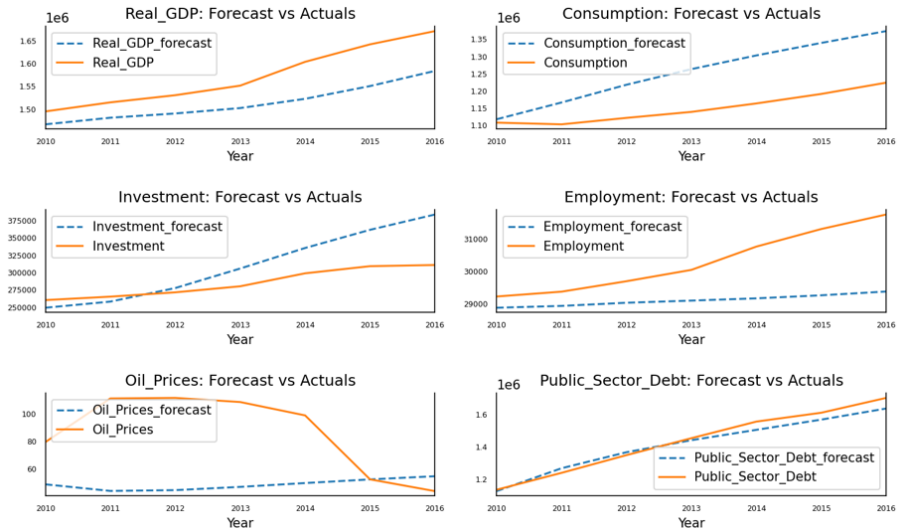 Real_GDP: Forecast vs Actuals
1e6
Real_GDP_forecast
Real_GDP
1.65
1.60
1.55
1.50
2010 2011 2012 2013 2014 2015 2016
Year
Consumption: Forecast vs Actuals
1e6
Consumption_forecast
Consumption
1.35
1.30
1.25
1.20
1.15
1.10
2010 2011 2012 2013 2014 2015 2016
Year
Investment: Forecast vs Actuals
Investment_forecast
Investment
375000
350000
325000
300000
275000
250000
2010 2011 2012 2013 2014 2015 2016
Year
Employment: Forecast vs Actuals
Employment_forecast
Employment
31000
30000
29000
2010 2011 2012 2013 2014 2015 2016
Year
Oil_Prices: Forecast vs Actuals
Oil_Prices_forecast
Oil_Prices
100
80
60
2010 2011 2012 2013 2014 2015 2016
Year
Public_Sector_Debt: Forecast vs Actuals
1e6
1.6
1.4
1.2
Public_Sector_Debt_forecast
Public_Sector_Debt
2010 2011 2012 2013 2014 2015 2016
Year